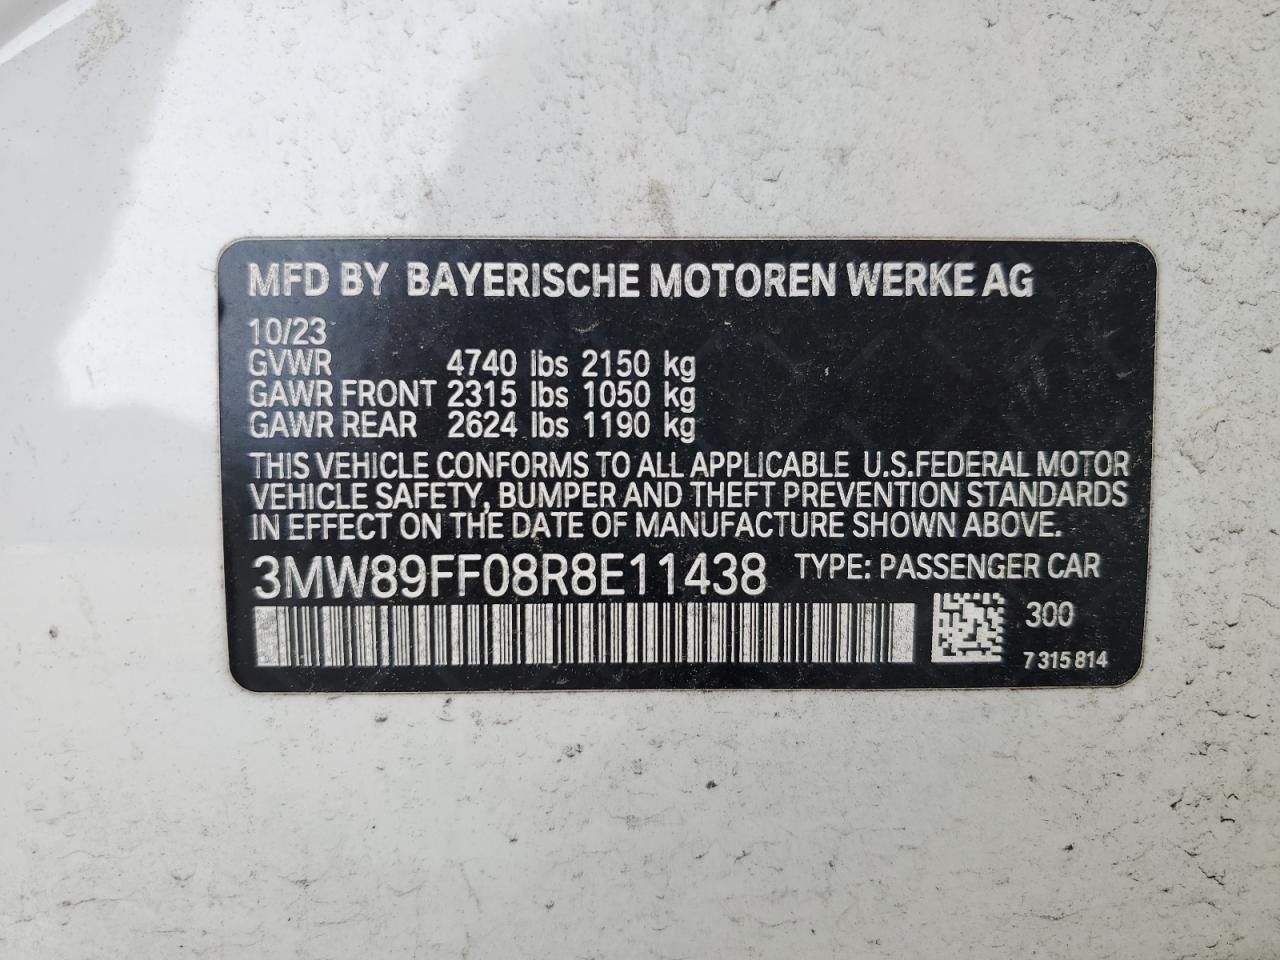 MFD BY BAYERISCHE MOTOREN WERKE AG
10/23
GVWR 4740 lbs 2150 kg
GAWR FRONT 2315 lbs 1050 kg
GAWR REAR 2624 lbs 1190 kg
THIS VEHICLE CONFORMS TO ALL APPLICABLE U.S.FEDERAL MOTOR
VEHICLE SAFETY, BUMPER AND THEFT PREVENTION STANDARDS
IN EFFECT ON THE DATE OF MANUFACTURE SHOWN ABOVE.
3MW89FF08R8E11438 TYPE: PASSENGER CAR
300
7 315 814